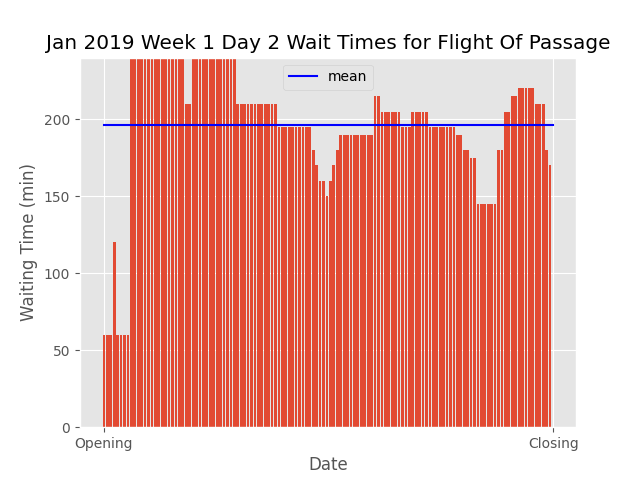 Jan 2019 Week 1 Day 2 Wait Times for Flight Of Passage
mean
200
150
100
50
0
Waiting Time (min)
Opening
Closing
Date